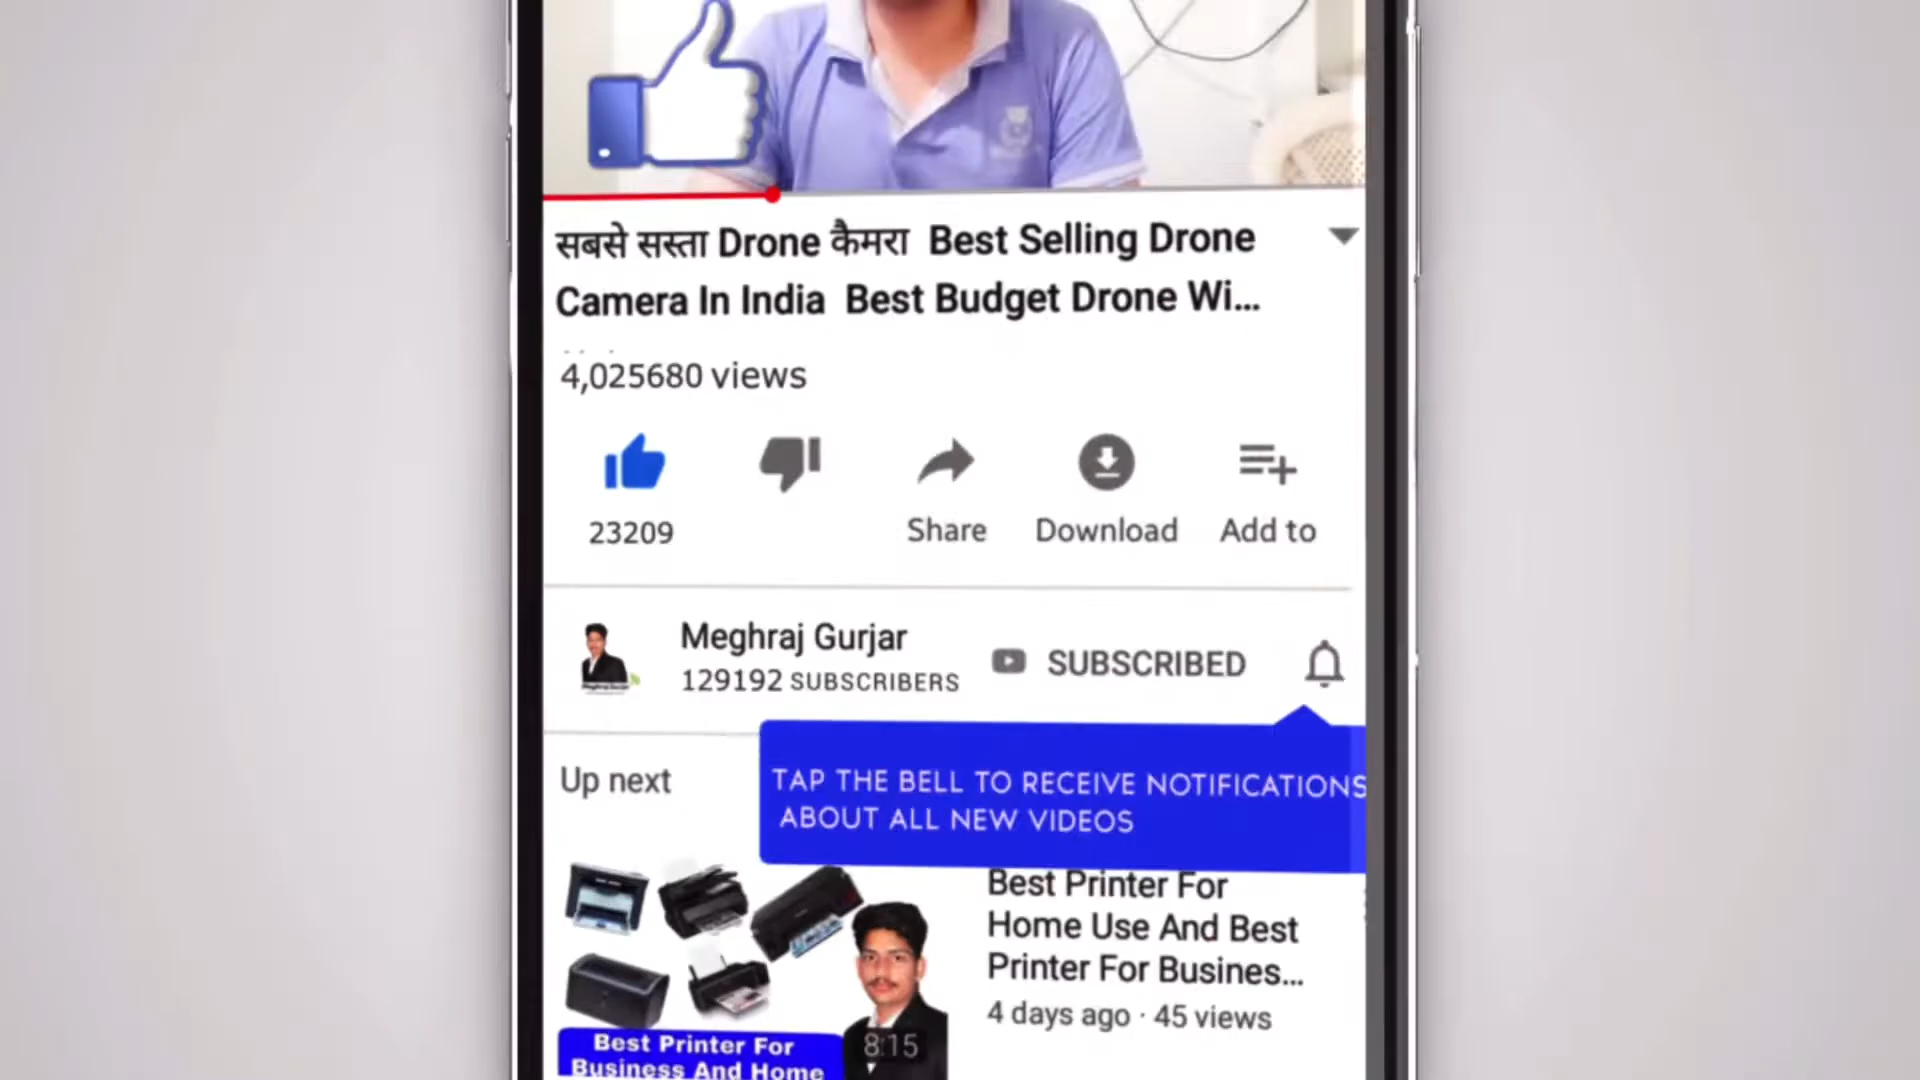 सबसे सस्ता Drone कैमरा Best Selling Drone
Camera In India Best Budget Drone Wi...
4,025680 views
23209
Share
Download
Add to
Meghraj Gurjar
129192 SUBSCRIBERS
SUBSCRIBED
TAP THE BELL TO RECEIVE NOTIFICATIONS
ABOUT ALL NEW VIDEOS
Up next
Best Printer For
Home Use And Best
Printer For Busines...
4 days ago · 45 views
Best Printer For
Business And Home
8:15